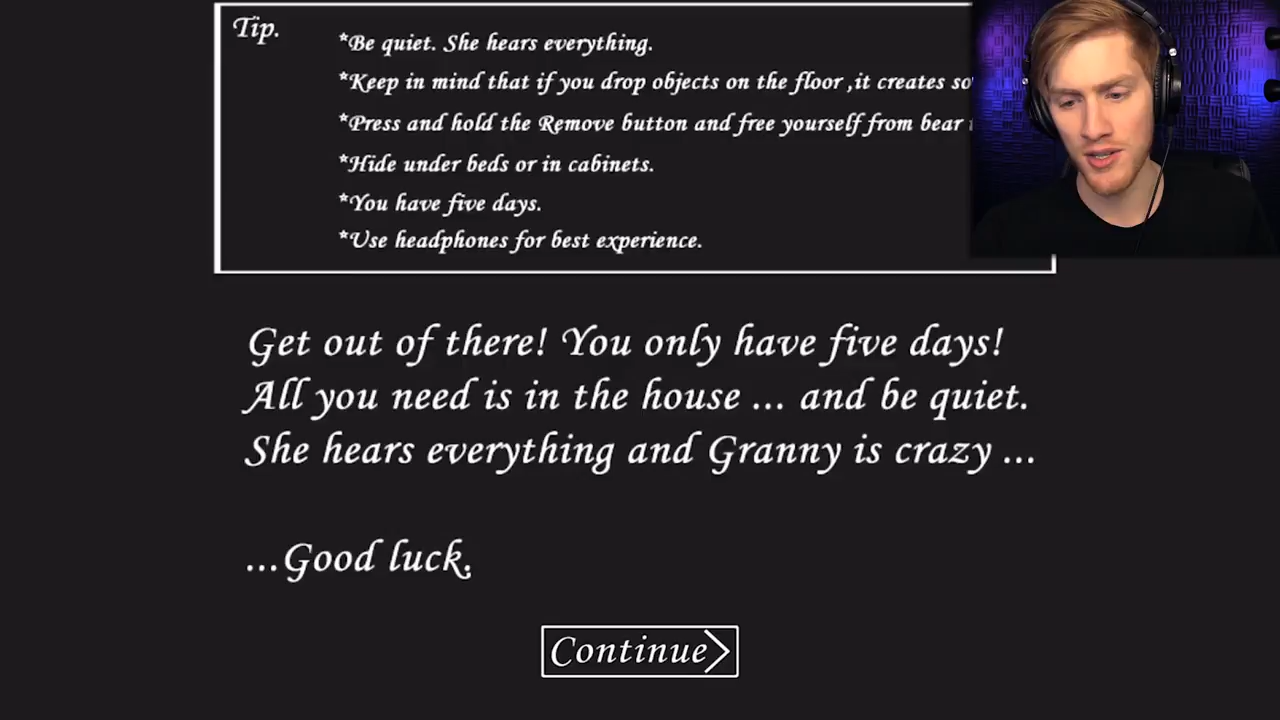 Tip.
*Be quiet. She hears everything.
*Keep in mind that if you drop objects on the floor ,it creates
*Press and hold the Remove button and free yourself from bear
*Hide under beds or in cabinets.
*You have five days.
*Use headphones for best experience.
Get out of there! You only have five days!
All you need is in the house ... and be quiet.
She hears everything and Granny is crazy ...
...Good luck.
Continue>